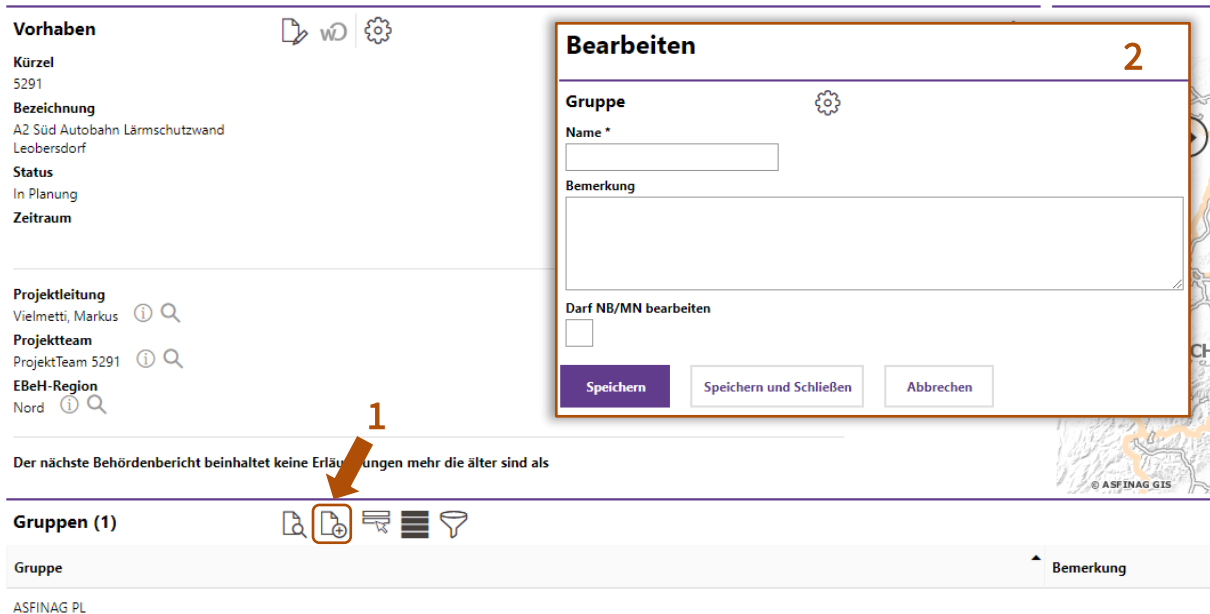 Vorhaben
Kürzel
5291
Bezeichnung
A2 Süd Autobahn Lärmschutzwand
Leobersdorf
Status
In Planung
Zeitraum
Projektleitung
Vielmetti, Markus
Projektteam
ProjektTeam 5291
EBeH-Region
Nord
1
Der nächste Behördenbericht beinhaltet keine mehr die älter sind als
Bearbeiten
2
Gruppe
Name *
Bemerkung
Darf NB/MN bearbeiten
Speichern
Speichern und Schließen
Abbrechen
CH
© ASFINAG GIS
Gruppen (1)
Gruppe
Bemerkung
ASFINAG PL